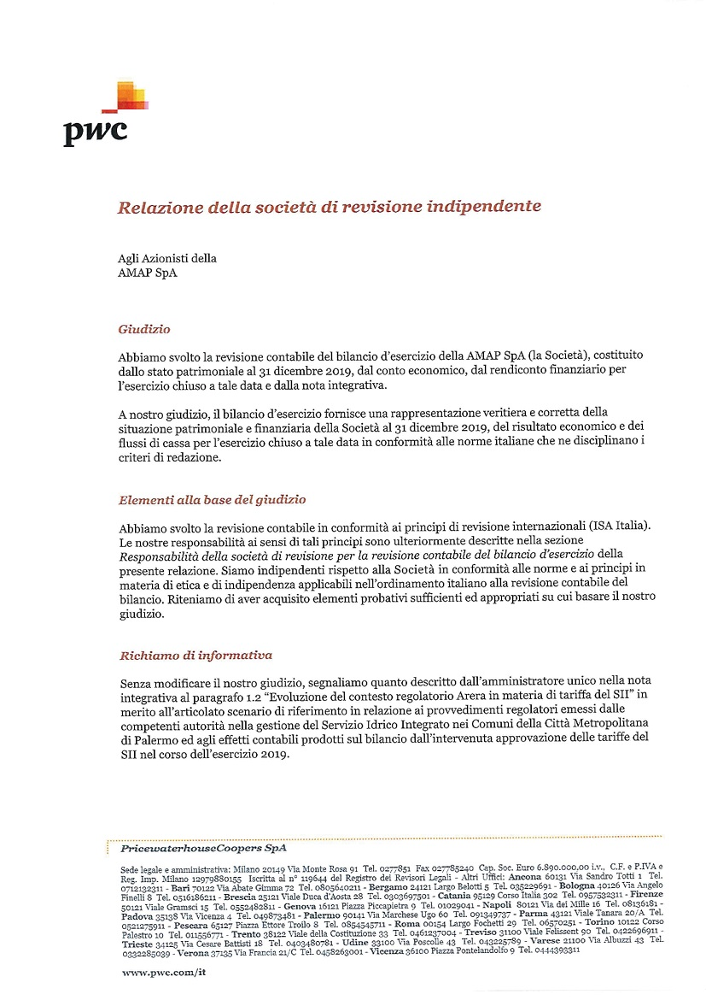 pwc
Relazione della società di revisione indipendente
Agli Azionisti della
AMAP SpA
Giudizio
Abbiamo svolto la revisione contabile del bilancio d'esercizio della AMAP SpA (la Società), costituito
dallo stato patrimoniale al 31 dicembre 2019, dal conto economico, dal rendiconto finanziario per
l'esercizio chiuso a tale data e dalla nota integrativa.
A nostro giudizio, il bilancio d'esercizio fornisce una rappresentazione veritiera e corretta della
situazione patrimoniale e finanziaria della Società al 31 dicembre 2019, del risultato economico e dei
flussi di cassa per l'esercizio chiuso a tale data in conformità alle norme italiane che ne disciplinano i
criteri di redazione.
Elementi alla base del giudizio
Abbiamo svolto la revisione contabile in conformità ai principi di revisione internazionali (ISA Italia).
Le nostre responsabilità ai sensi di tali principi sono ulteriormente descritte nella sezione
Responsabilità della società di revisione per la revisione contabile del bilancio d'esercizio della
presente relazione. Siamo indipendenti rispetto alla Società in conformità alle norme e ai principi in
materia di etica e di indipendenza applicabili nell'ordinamento italiano alla revisione contabile del
bilancio. Riteniamo di aver acquisito elementi probativi sufficienti ed appropriati su cui basare il nostro
giudizio.
Richiamo di informativa
Senza modificare il nostro giudizio, segnaliamo quanto descritto dall'amministratore unico nella nota
integrativa al paragrafo 1.2 “Evoluzione del contesto regolatorio Arera in materia di tariffa del SII” in
merito all'articolato scenario di riferimento in relazione ai provvedimenti regolatori emessi dalle
competenti autorità nella gestione del Servizio Idrico Integrato nei Comuni della Città Metropolitana
di Palermo ed agli effetti contabili prodotti sul bilancio dall'intervenuta approvazione delle tariffe del
SII nel corso dell'esercizio 2019.
PricewaterhouseCoopers SpA
Sede legale e amministrativa: Milano 20149 Via Monte Rosa 91 Tel. 0277851 Fax 027785240 Cap. Soc. Euro 6.890.000,00 i.v., C.F. e P.IVA e
Reg. Imp. Milano 12979880155 Iscritta al n° 119644 del Registro dei Revisori Legali - Altri Uffici: Ancona 60131 Via Sandro Totti 1 Tel.
0712132311 - Bari 70122 Via Abate Gimma 72 Tel. 0805640211 - Bergamo 24121 Largo Belotti 5 Tel. 035229691 - Bologna 40126 Via Angelo
Finelli 8 Tel. 0516186211 - Brescia 25121 Viale Duca d'Aosta 28 Tel. 0303697501 - Catania 95129 Corso Italia 302 Tel. 0957532311 - Firenze
50121 Viale Gramsci 15 Tel. 0552482811 - Genova 16121 Piazza Piccapietra 9 Tel. 01029041 - Napoli 80121 Via dei Mille 16 Tel. 08136181 -
Padova 35138 Via Vicenza 4 Tel. 049873481 - Palermo 90141 Via Marchese Ugo 60 Tel. 091349737 - Parma 43121 Viale Tanara 20/A Tel.
0521275911 - Pescara 65127 Piazza Ettore Troilo 8 Tel. 0854545711 - Roma 00154 Largo Fochetti 29 Tel. 06570251 - Torino 10122 Corso
Palestro 10 Tel. 011556771 - Trento 38122 Viale della Costituzione 33 Tel. 0461237004 - Treviso 31100 Viale Felissent 90 Tel. 0422696911 -
Trieste 34125 Via Cesare Battisti 18 Tel. 0403480781 - Udine 33100 Via Poscolle 43 Tel. 043225789 - Varese 21100 Via Albuzzi 43 Tel.
0332285039 - Verona 37135 Via Francia 21/C Tel. 0458263001 - Vicenza 36100 Piazza Pontelandolfo 9 Tel. 0444393311
www.pwc.com/it